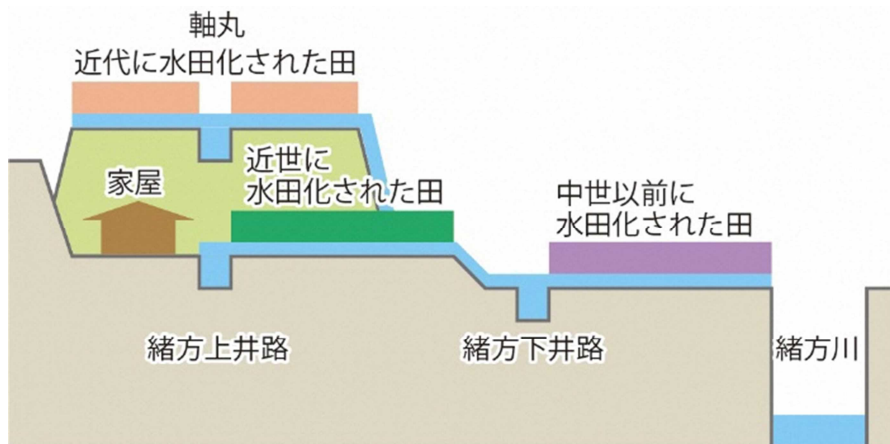 軸丸
近代に水田化された田
家屋
近世に
水田化された田
中世以前に
水田化された田
緒方上井路
緒方下井路
緒方川